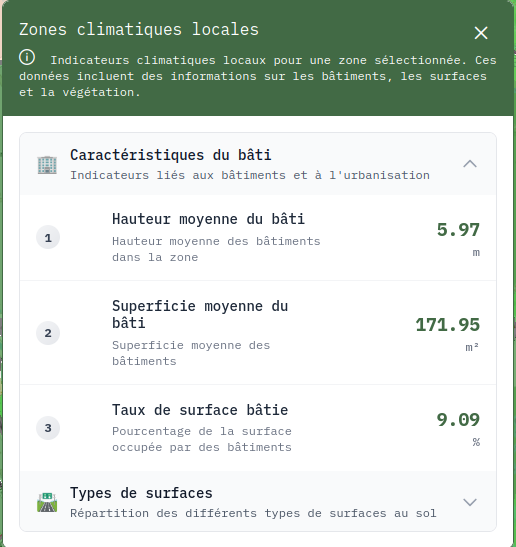 Zones climatiques locales
Indicateurs climatiques locaux pour une zone sélectionnée. Ces
données incluent des informations sur les bâtiments, les surfaces
et la végétation.
Caractéristiques du bâti
Indicateurs liés aux bâtiments et à l'urbanisation
1
Hauteur moyenne du bâti
Hauteur moyenne des bâtiments
dans la zone
5.97
m
2
Superficie moyenne du
bâti
Superficie moyenne des
bâtiments
171.95
m²
3
Taux de surface bâtie
Pourcentage de la surface
occupée par des bâtiments
9.09
%
Types de surfaces
Répartition des différents types de surfaces au sol